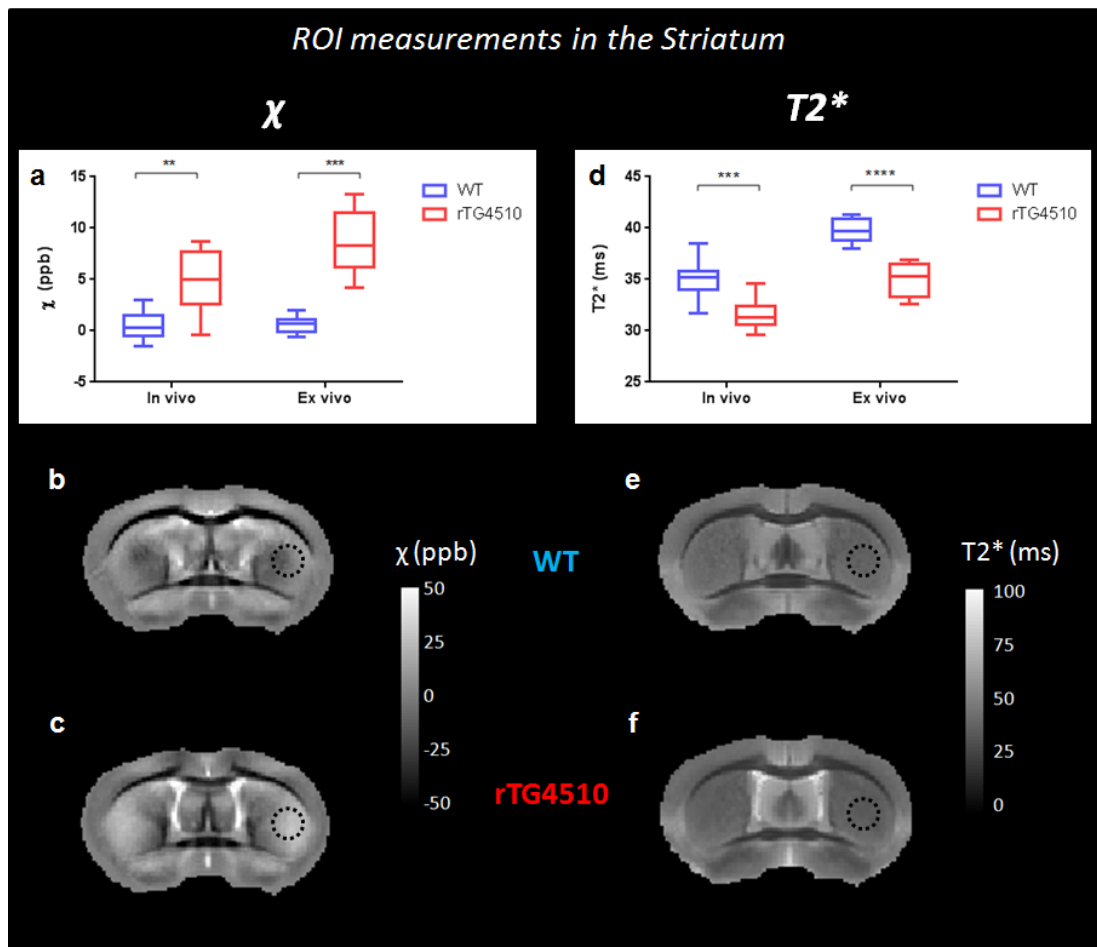 ROI measurements in the Striatum
χ
T2*
a
15
10
5
0
-5
χ (ppb)
**
***
WT
rTG4510
In vivo
Ex vivo
d
45
40
35
30
25
T2* (ms)
***
****
WT
rTG4510
In vivo
Ex vivo
b
χ (ppb)
50
25
0
-25
-50
WT
e
T2* (ms)
100
75
50
25
0
c
rTG4510
f